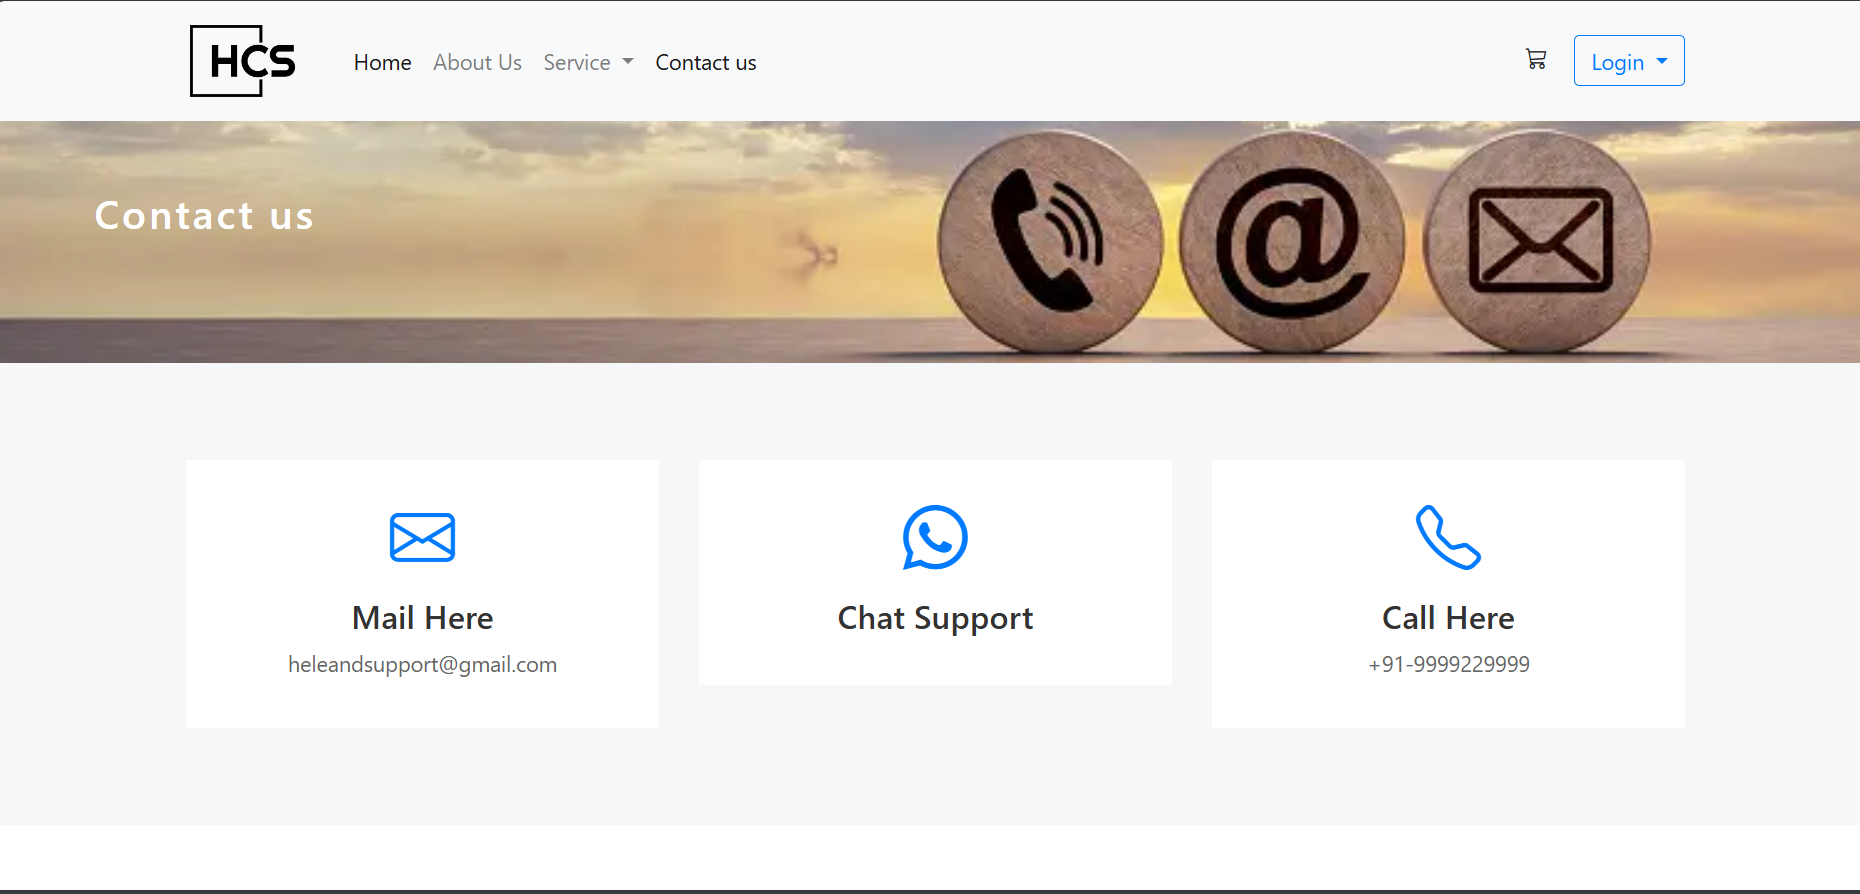 HCS
Home About Us Service Contact us
Login
Contact us
@
Mail Here
heleandsupport@gmail.com
Chat Support
Call Here
+91-9999229999